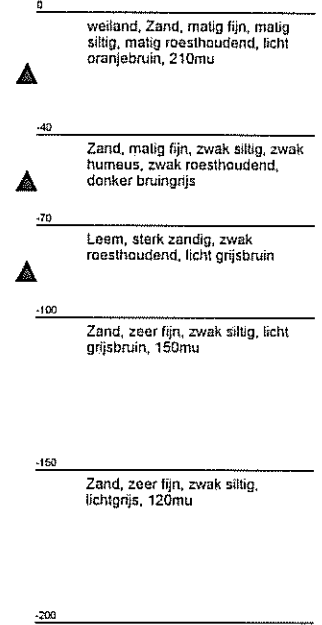 0
weiland, Zand, matig fijn, matig
siltig, matig roesthoudend, licht
oranjebruin, 210mu
-40
Zand, matig fijn, zwak siltig, zwak
humeus, zwak roesthoudend,
donker bruingrijs
-70
Leem, sterk zandig, zwak
roesthoudend, licht grijsbruin
-100
Zand, zeer fijn, zwak siltig, licht
grijsbruin, 150mu
-150
Zand, zeer fijn, zwak siltig,
lichtgrijs, 120mu
-200